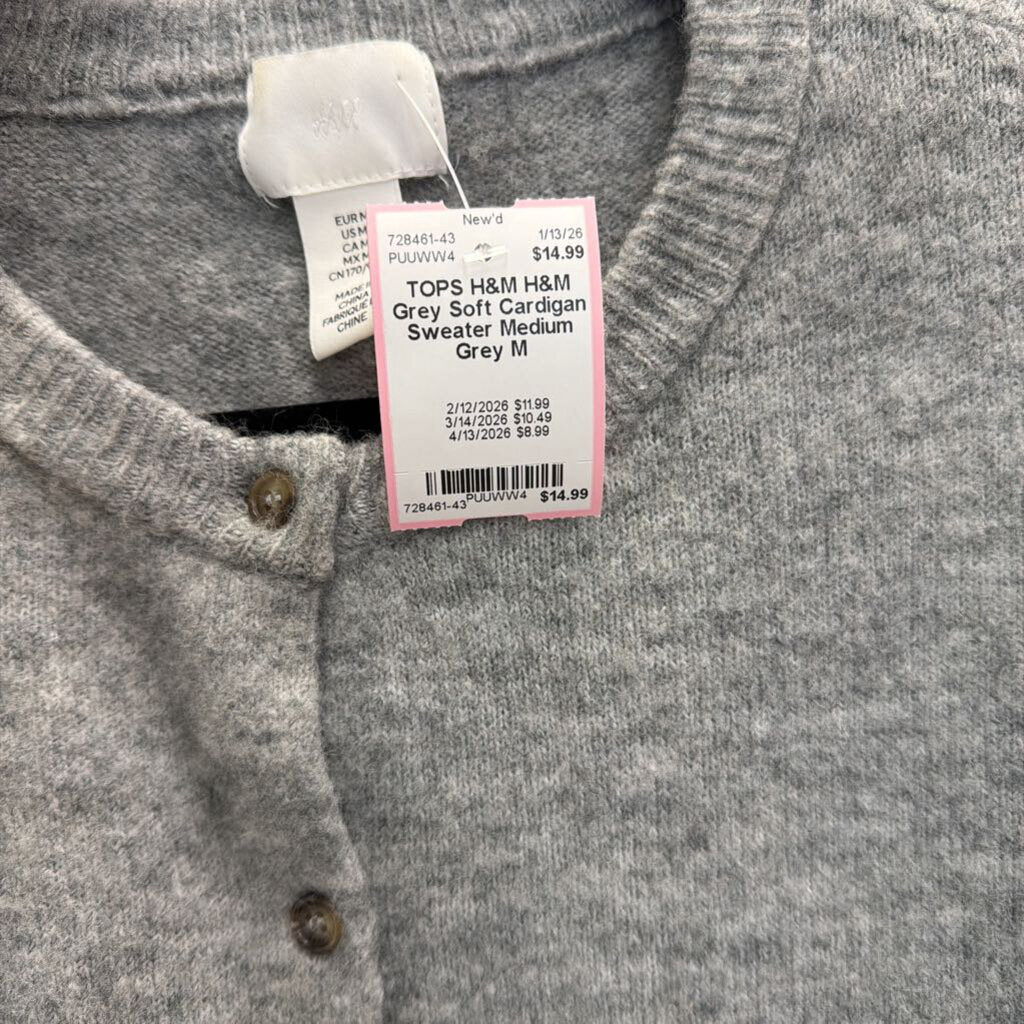 H&M
EUR M
US M
CA M
MX M
CN170/
MADE I
CHINA
FABRIQUÉ
CHINE
New'd
728461-43 1/13/26
PUUWW4 $14.99
TOPS H&M H&M
Grey Soft Cardigan
Sweater Medium
Grey M
2/12/2026 $11.99
3/14/2026 $10.49
4/13/2026 $8.99
728461-43 PUUWW4 $14.99